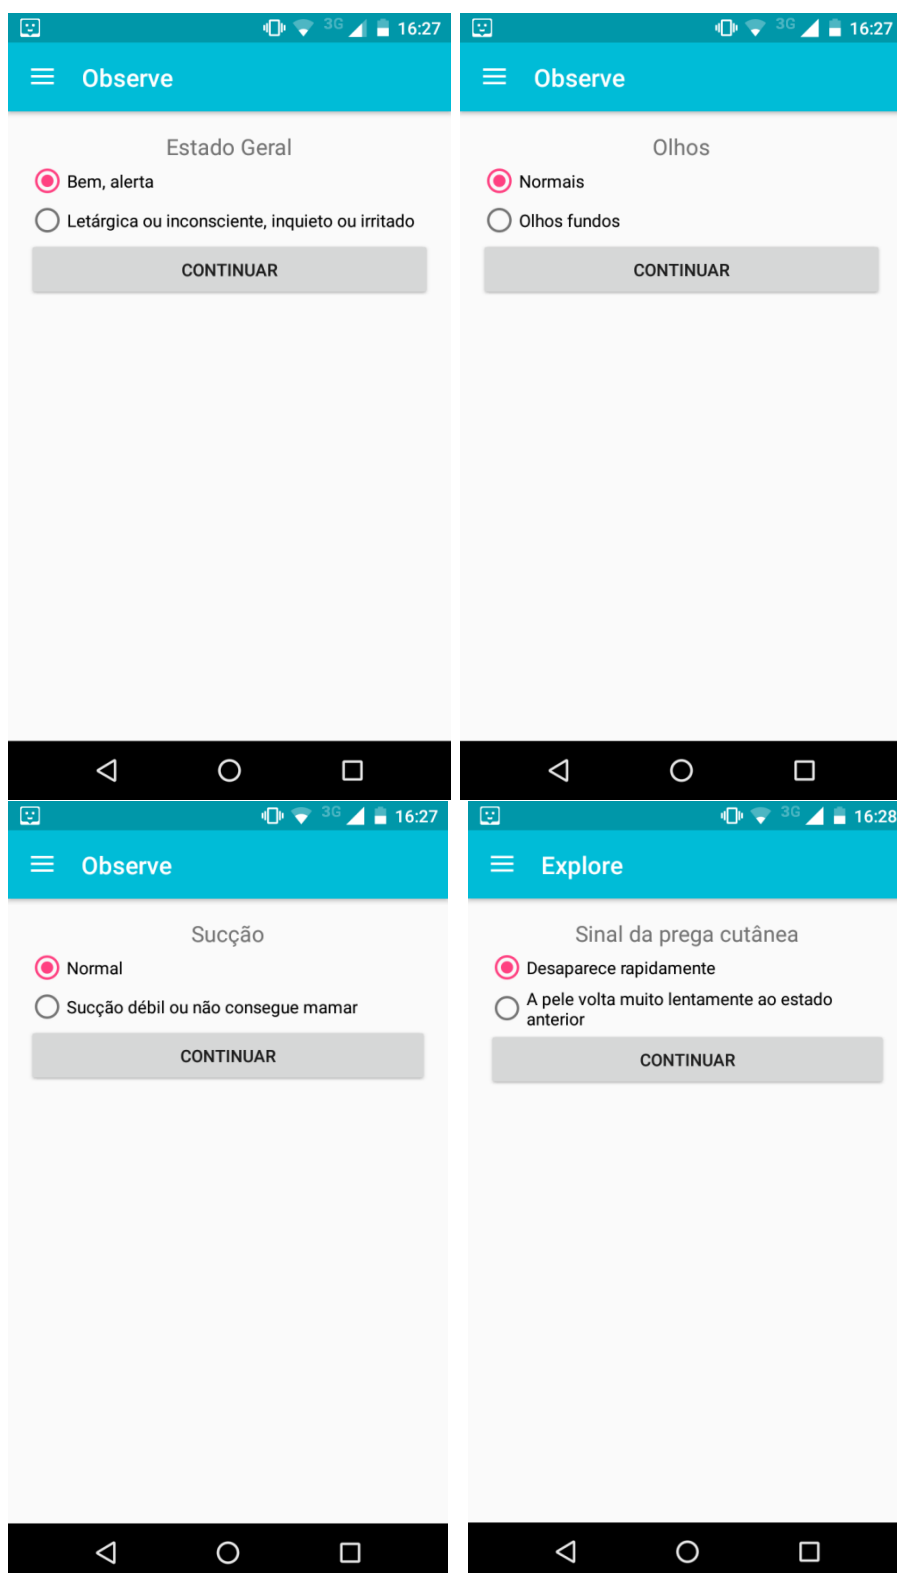 3G 16:27
Observe
Estado Geral
Bem, alerta
Letárgica ou inconsciente, inquieto ou irritado
CONTINUAR
3G 16:27
Observe
Olhos
Normais
Olhos fundos
CONTINUAR
3G 16:27
Observe
Sucção
Normal
Sucção débil ou não consegue mamar
CONTINUAR
3G 16:28
Explore
Sinal da prega cutânea
Desaparece rapidamente
A pele volta muito lentamente ao estado
anterior
CONTINUAR